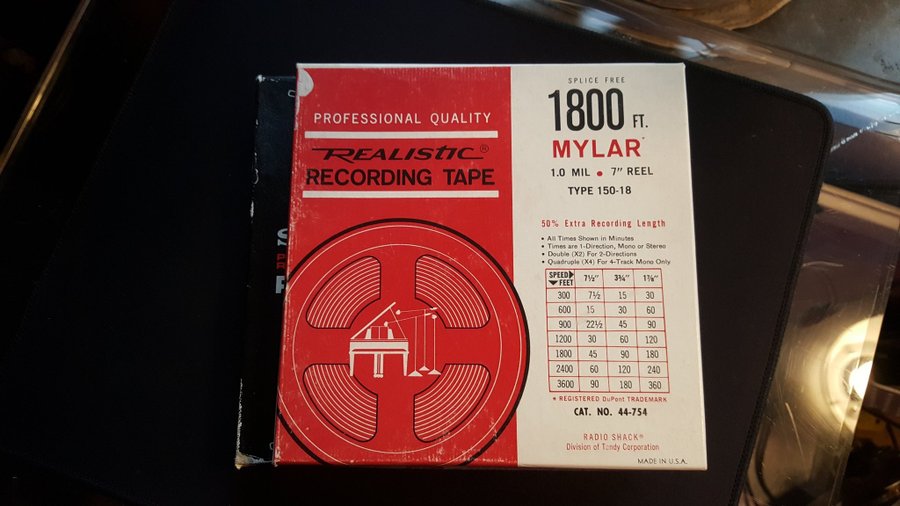 PROFESSIONAL QUALITY
REALISTIC®
RECORDING TAPE
SPLICE FREE
1800 FT.
MYLAR*
1.0 MIL • 7" REEL
TYPE 150-18
50% Extra Recording Length
• All Times Shown in Minutes
• Times are 1-Direction, Mono or Stereo
• Double (X2) For 2-Directions
• Quadruple (X4) For 4-Track Mono Only
SPEED▶ 7½" 3¾" 1⅞"
▼FEET
300 7½ 15 30
600 15 30 60
900 22½ 45 90
1200 30 60 120
1800 45 90 180
2400 60 120 240
3600 90 180 360
* REGISTERED DuPont TRADEMARK
CAT. NO. 44-754
RADIO SHACK®
Division of Tandy Corporation
MADE IN U.S.A.